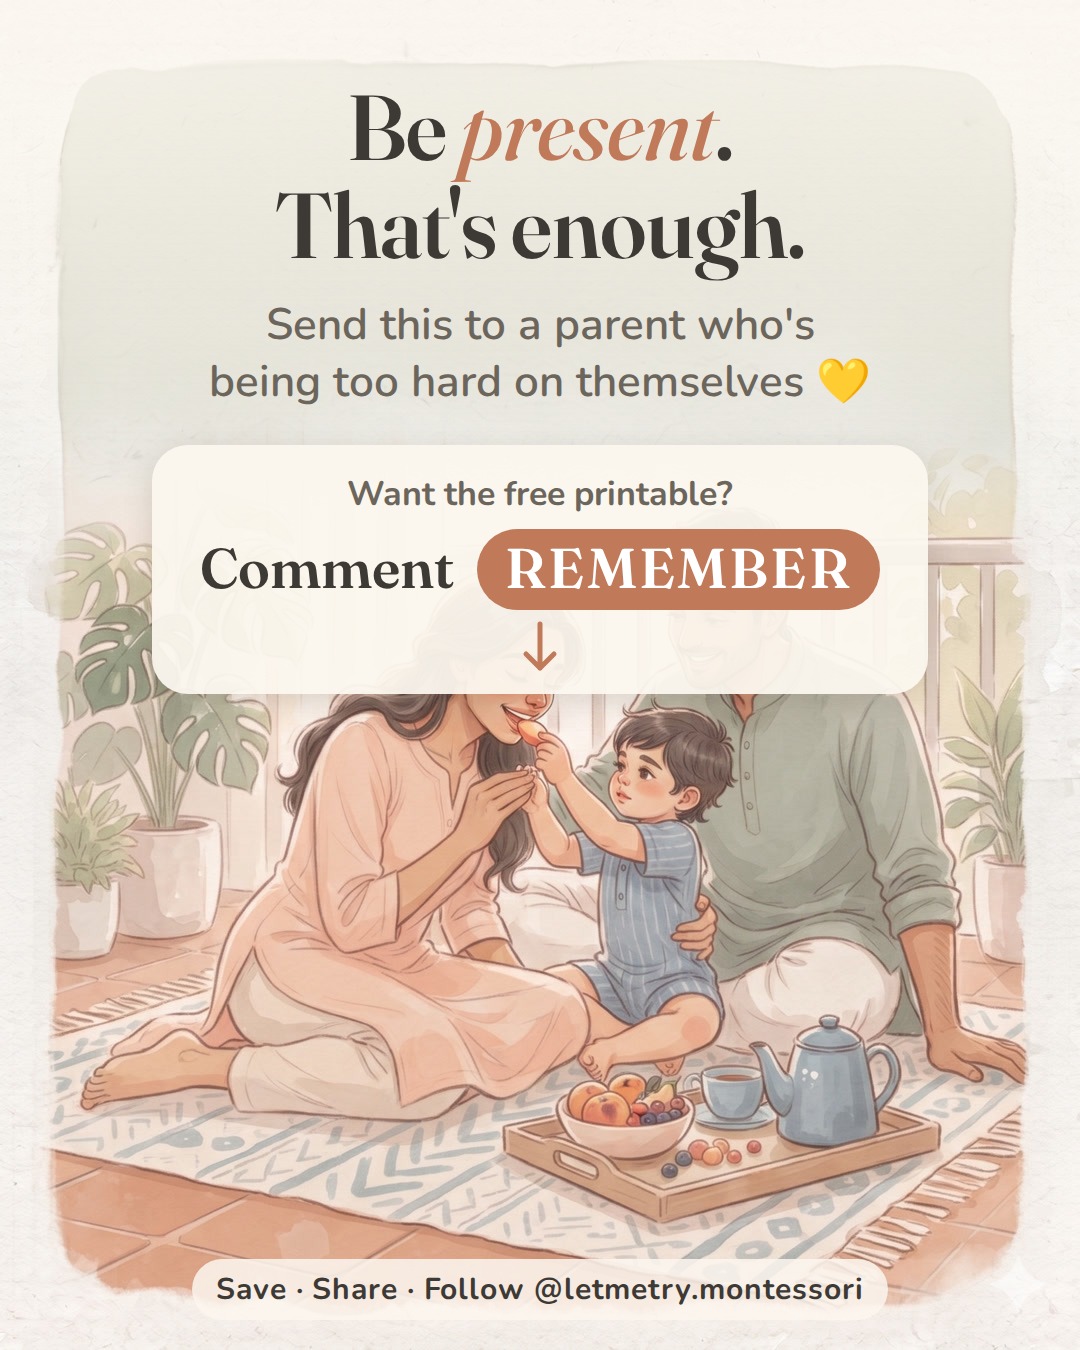 Be present.
That's enough.
Send this to a parent who's
being too hard on themselves 💛
Want the free printable?
Comment REMEMBER
↓
Save · Share · Follow @letmetry.montessori